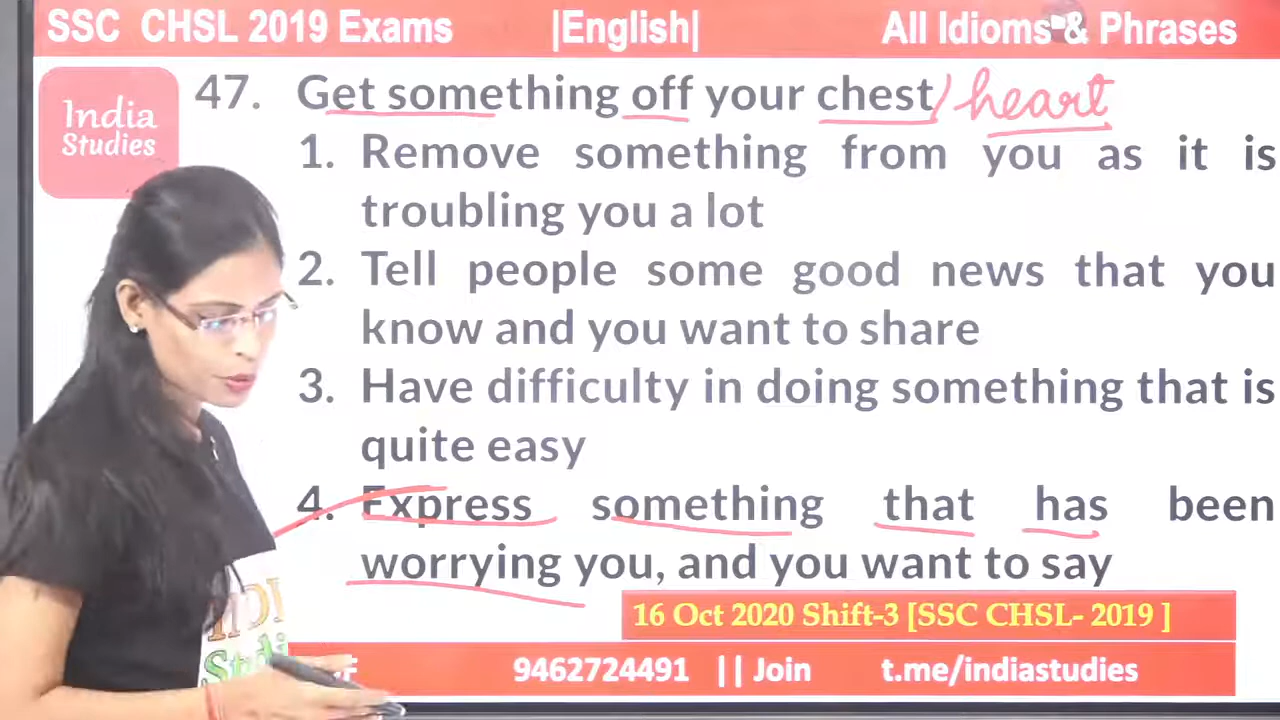 SSC CHSL 2019 Exams |English| All Idioms & Phrases
India
Studies
47. Get something off your chest/heart
1. Remove something from you as it is
troubling you a lot
2. Tell people some good news that you
know and you want to share
3. Have difficulty in doing something that is
quite easy
4. Express something that has been
worrying you, and you want to say
16 Oct 2020 Shift-3 [SSC CHSL- 2019 ]
9462724491 || Join t.me/indiastudies